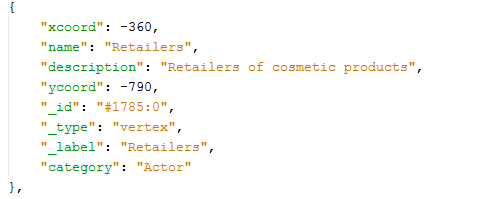 {
"xcoord": -360,
"name": "Retailers",
"description": "Retailers of cosmetic products",
"ycoord": -790,
"_id": "#1785:0",
"_type": "vertex",
"_label": "Retailers",
"category": "Actor"
},